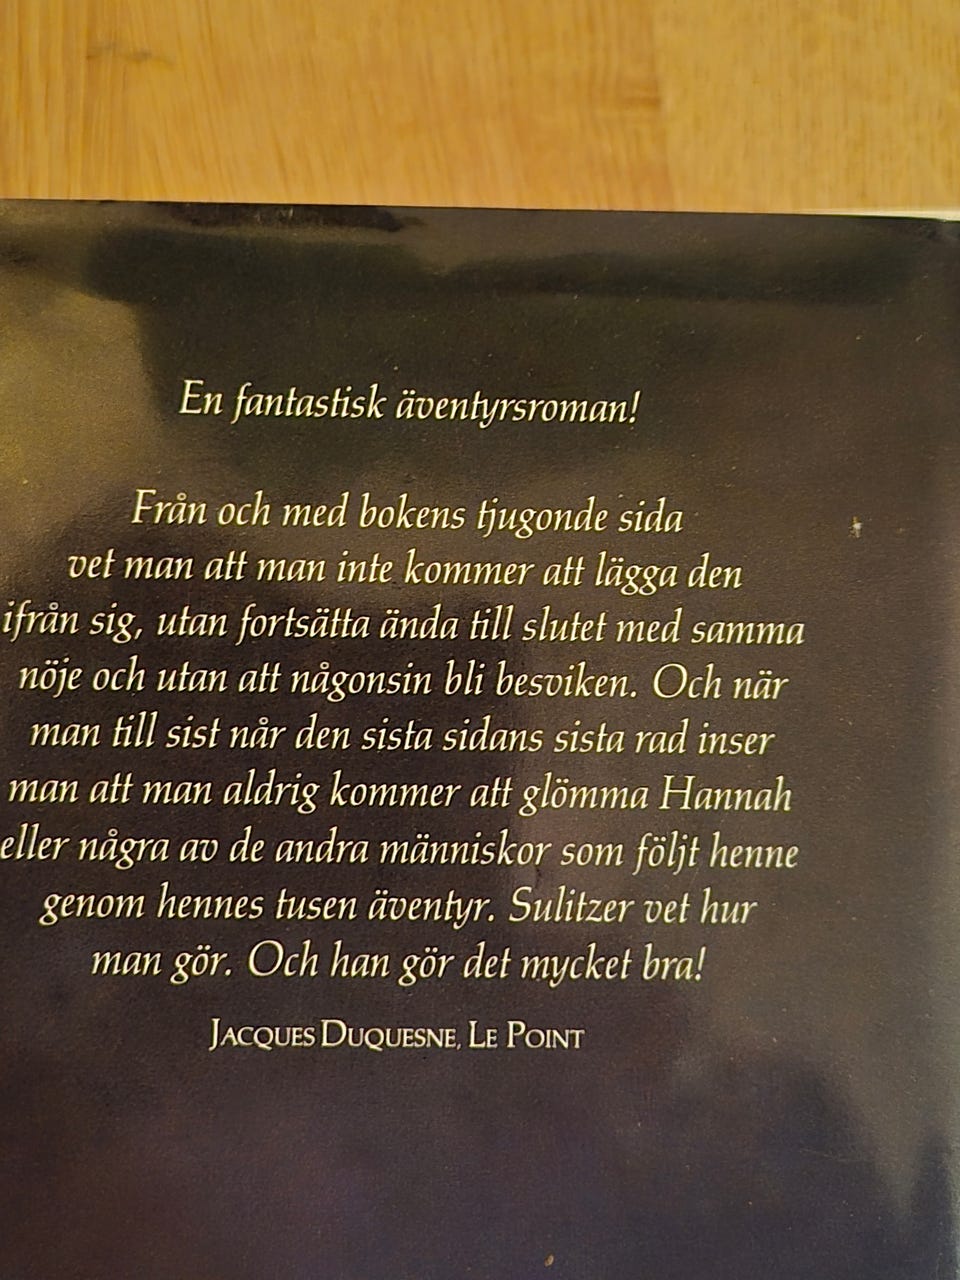 En fantastisk äventyrsroman!
Från och med bokens tjugonde sida
vet man att man inte kommer att lägga den
ifrån sig, utan fortsätta ända till slutet med samma
nöje och utan att någonsin bli besviken. Och när
man till sist når den sista sidans sista rad inser
man att man aldrig kommer att glömma Hannah
eller några av de andra människor som följt henne
genom hennes tusen äventyr. Sulitzer vet hur
man gör. Och han gör det mycket bra!
JACQUES DUQUESNE, LE POINT